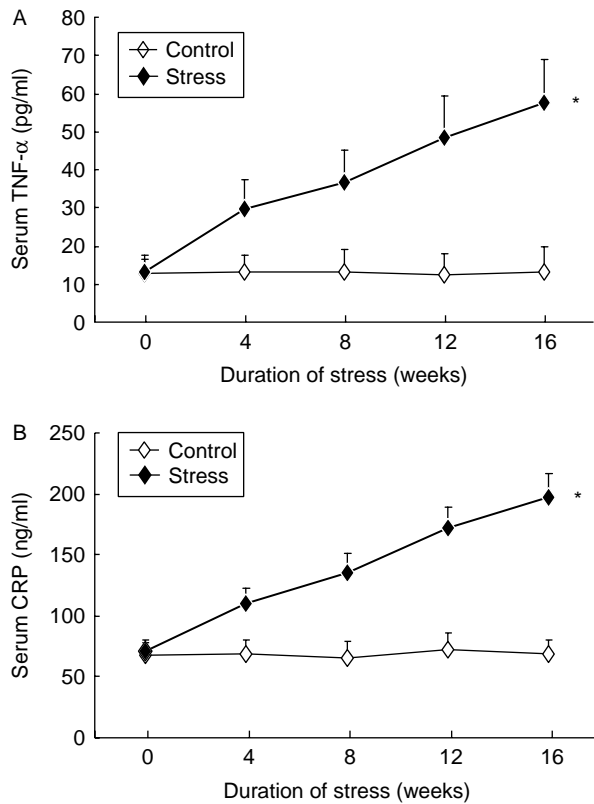 A
Control
Stress
Serum TNF-α (pg/ml)
80
70
60
50
40
30
20
10
0
*
0 4 8 12 16
Duration of stress (weeks)
B
Control
Stress
Serum CRP (ng/ml)
250
200
150
100
50
0
*
0 4 8 12 16
Duration of stress (weeks)